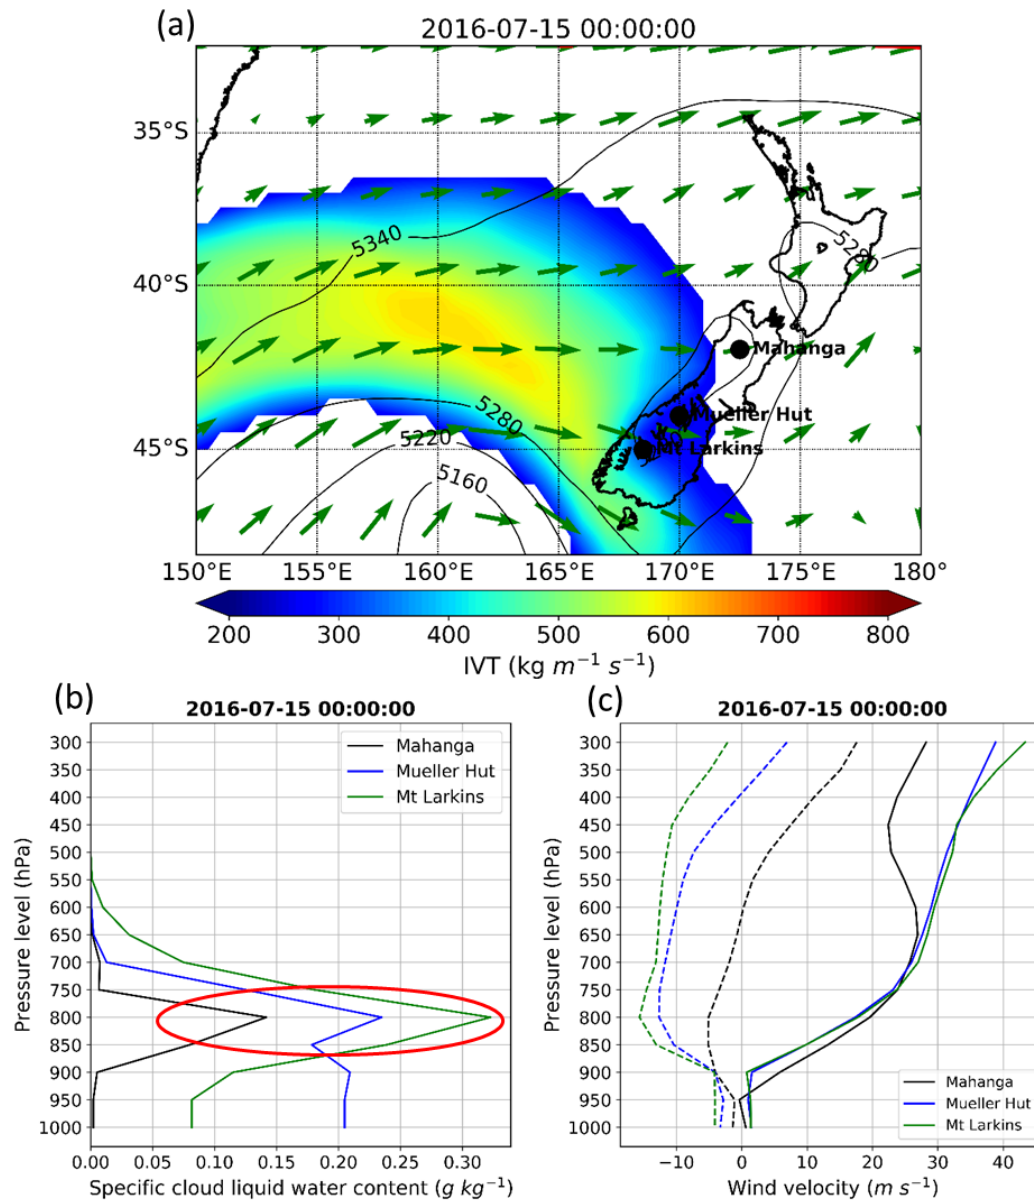 (a)
2016-07-15 00:00:00
35°S
40°S
45°S
5340
5280
5220
5160
Mahanga
Mueller Hut
Mt Larkins
150°E 155°E 160°E 165°E 170°E 175°E 180°
200 300 400 500 600 700 800
IVT (kg m⁻¹ s⁻¹)
(b)
2016-07-15 00:00:00
Mahanga
Mueller Hut
Mt Larkins
Pressure level (hPa)
300
350
400
450
500
550
600
650
700
750
800
850
900
950
1000
0.00 0.05 0.10 0.15 0.20 0.25 0.30
Specific cloud liquid water content (g kg⁻¹)
(c)
2016-07-15 00:00:00
Pressure level (hPa)
300
350
400
450
500
550
600
650
700
750
800
850
900
950
1000
Mahanga
Mueller Hut
Mt Larkins
−10 0 10 20 30 40
Wind velocity (m s⁻¹)